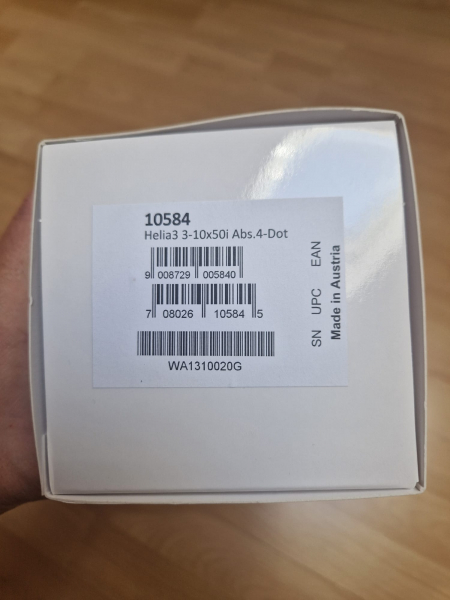 10584
Helia3 3-10x50i Abs.4-Dot
9 008729 005840
7 08026 10584 5
WA1310020G
EAN
UPC
SN
Made in Austria